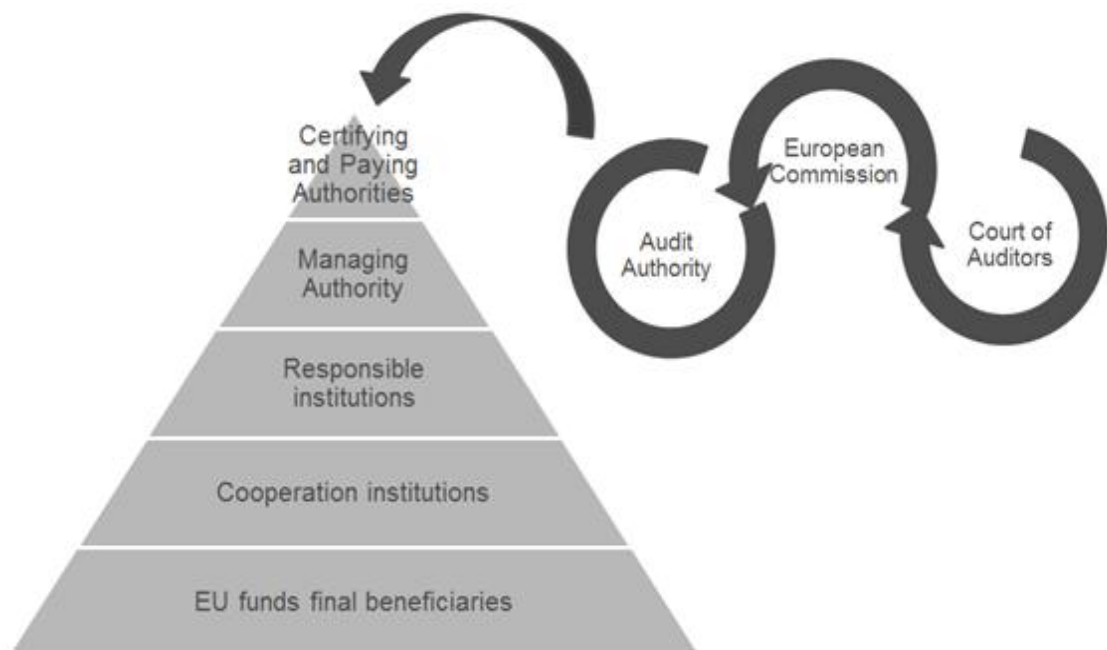 Certifying
and Paying
Authorities
Managing
Authority
Responsible
institutions
Cooperation institutions
EU funds final beneficiaries
Audit
Authority
European
Commission
Court of
Auditors